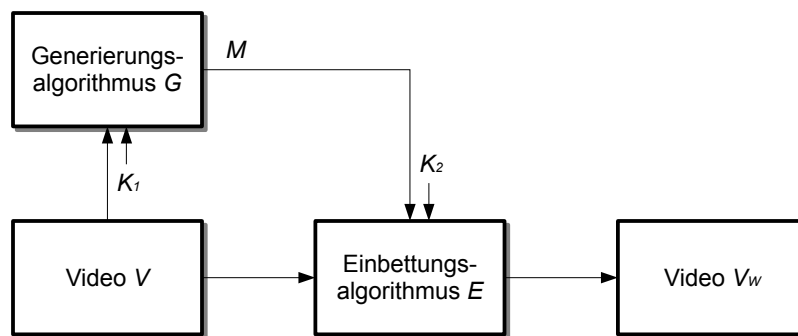 Generierungs-
algorithmus G
M
K1
K2
Video V
Einbettungs-
algorithmus E
Video VW